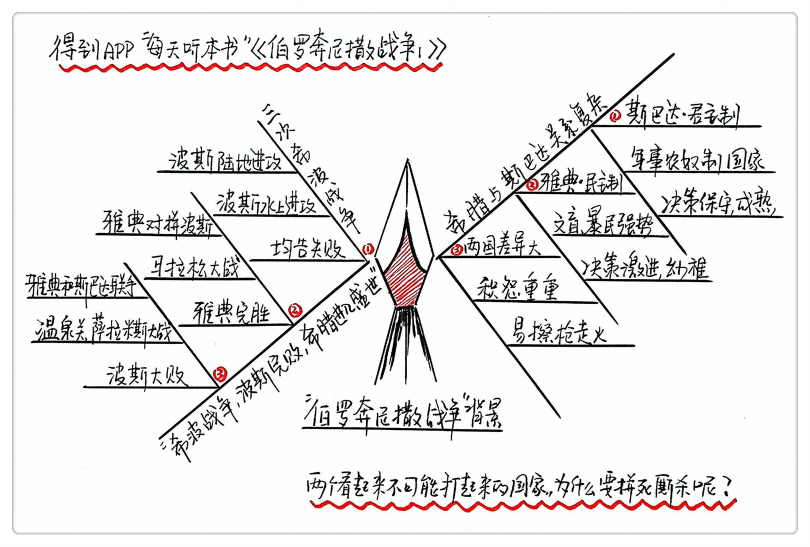 得到APP "每天听本书"《伯罗奔尼撒战争1》
"希波战争,波斯完败,希腊进入盛世"
①
三次希波战争
波斯陆地进攻
波斯水上进攻
均告失败
②
雅典对拼波斯
马拉松大战
雅典完胜
③
雅典和斯巴达联手
温泉关,萨拉米斯大战
波斯大败
希腊与斯巴达关系复杂
①
斯巴达·君主制
军事农奴制国家
决策保守,成熟,
②
雅典·民主制
文盲,暴民强势
决策激进,幼稚
③
两国差异大
积怨重重
易擦枪走火
"伯罗奔尼撒战争"背景
两个看起来不可能打起来的国家,为什么要拼死厮杀呢?